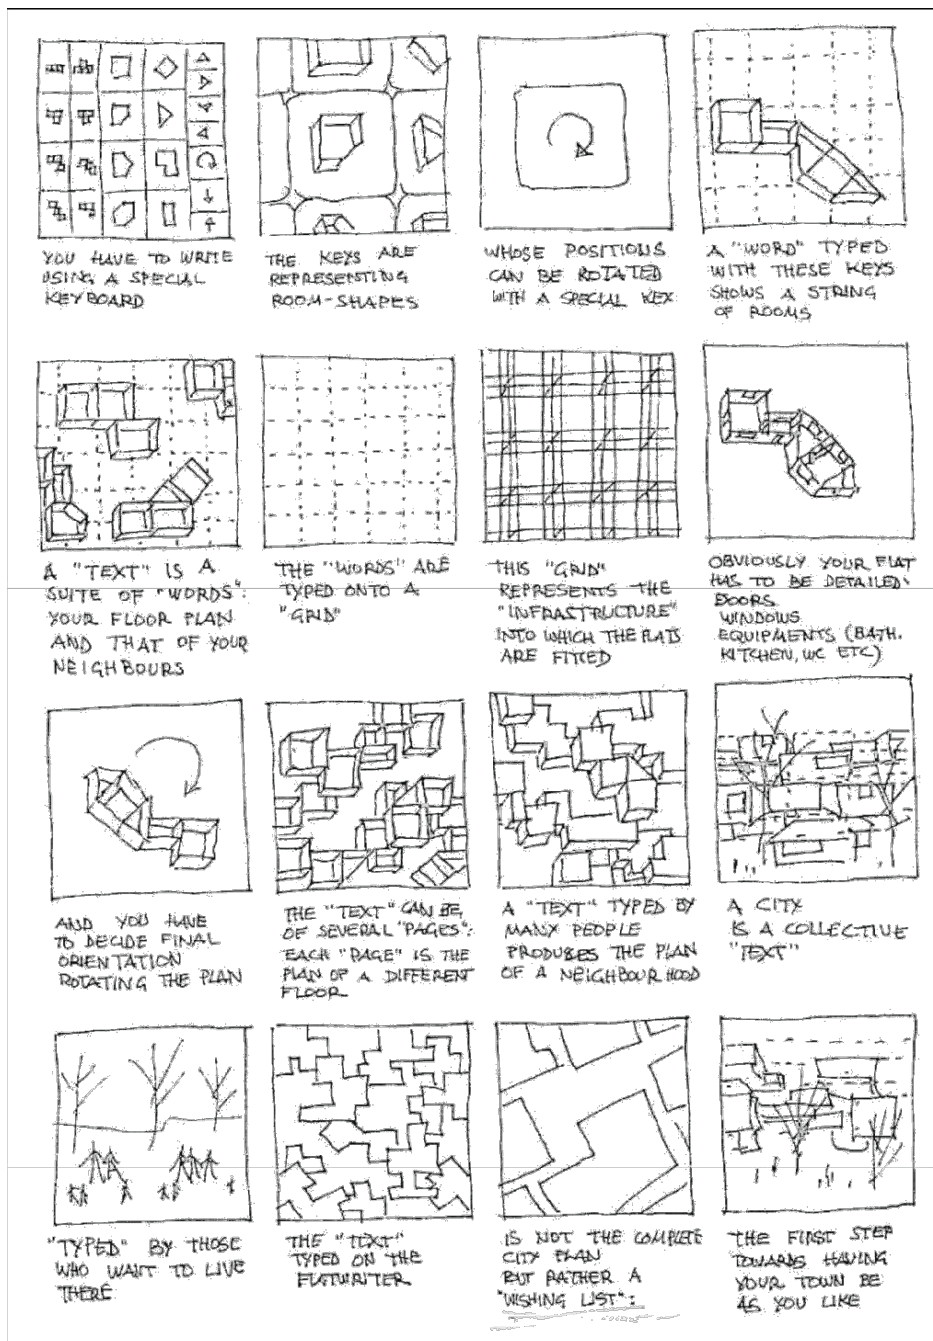 YOU HAVE TO WRITE
USING A SPECIAL
KEYBOARD
THE KEYS ARE
REPRESENTING
ROOM-SHAPES
WHOSE POSITIONS
CAN BE ROTATED
WITH A SPECIAL KEY
A "WORD" TYPED
WITH THESE KEYS
SHOWS A STRING
OF ROOMS
A "TEXT" IS A
SUITE OF "WORDS":
YOUR FLOOR PLAN
AND THAT OF YOUR
NEIGHBOURS
THE "WORDS" ARE
TYPED ONTO A
"GRID"
THIS "GRID"
REPRESENTS THE
"INFRASTRUCTURE"
INTO WHICH THE FLATS
ARE FITTED
OBVIOUSLY YOUR FLAT
HAS TO BE DETAILED:
DOORS
WINDOWS
EQUIPMENTS (BATH.
KITCHEN, WC ETC)
AND YOU HAVE
TO DECIDE FINAL
ORIENTATION
ROTATING THE PLAN
THE "TEXT" CAN BE
OF SEVERAL "PAGES":
EACH "PAGE" IS THE
PLAN OF A DIFFERENT
FLOOR
A "TEXT" TYPED BY
MANY PEOPLE
PRODUSES THE PLAN
OF A NEIGHBOUR HOOD
A CITY
IS A COLLECTIVE
"TEXT"
"TYPED" BY THOSE
WHO WANT TO LIVE
THERE
THE "TEXT"
TYPED ON THE
FLATWRITER
IS NOT THE COMPLETE
CITY PLAN
BUT RATHER A
"WISHING LIST":
THE FIRST STEP
TOWARDS HAVING
YOUR TOWN BE
AS YOU LIKE